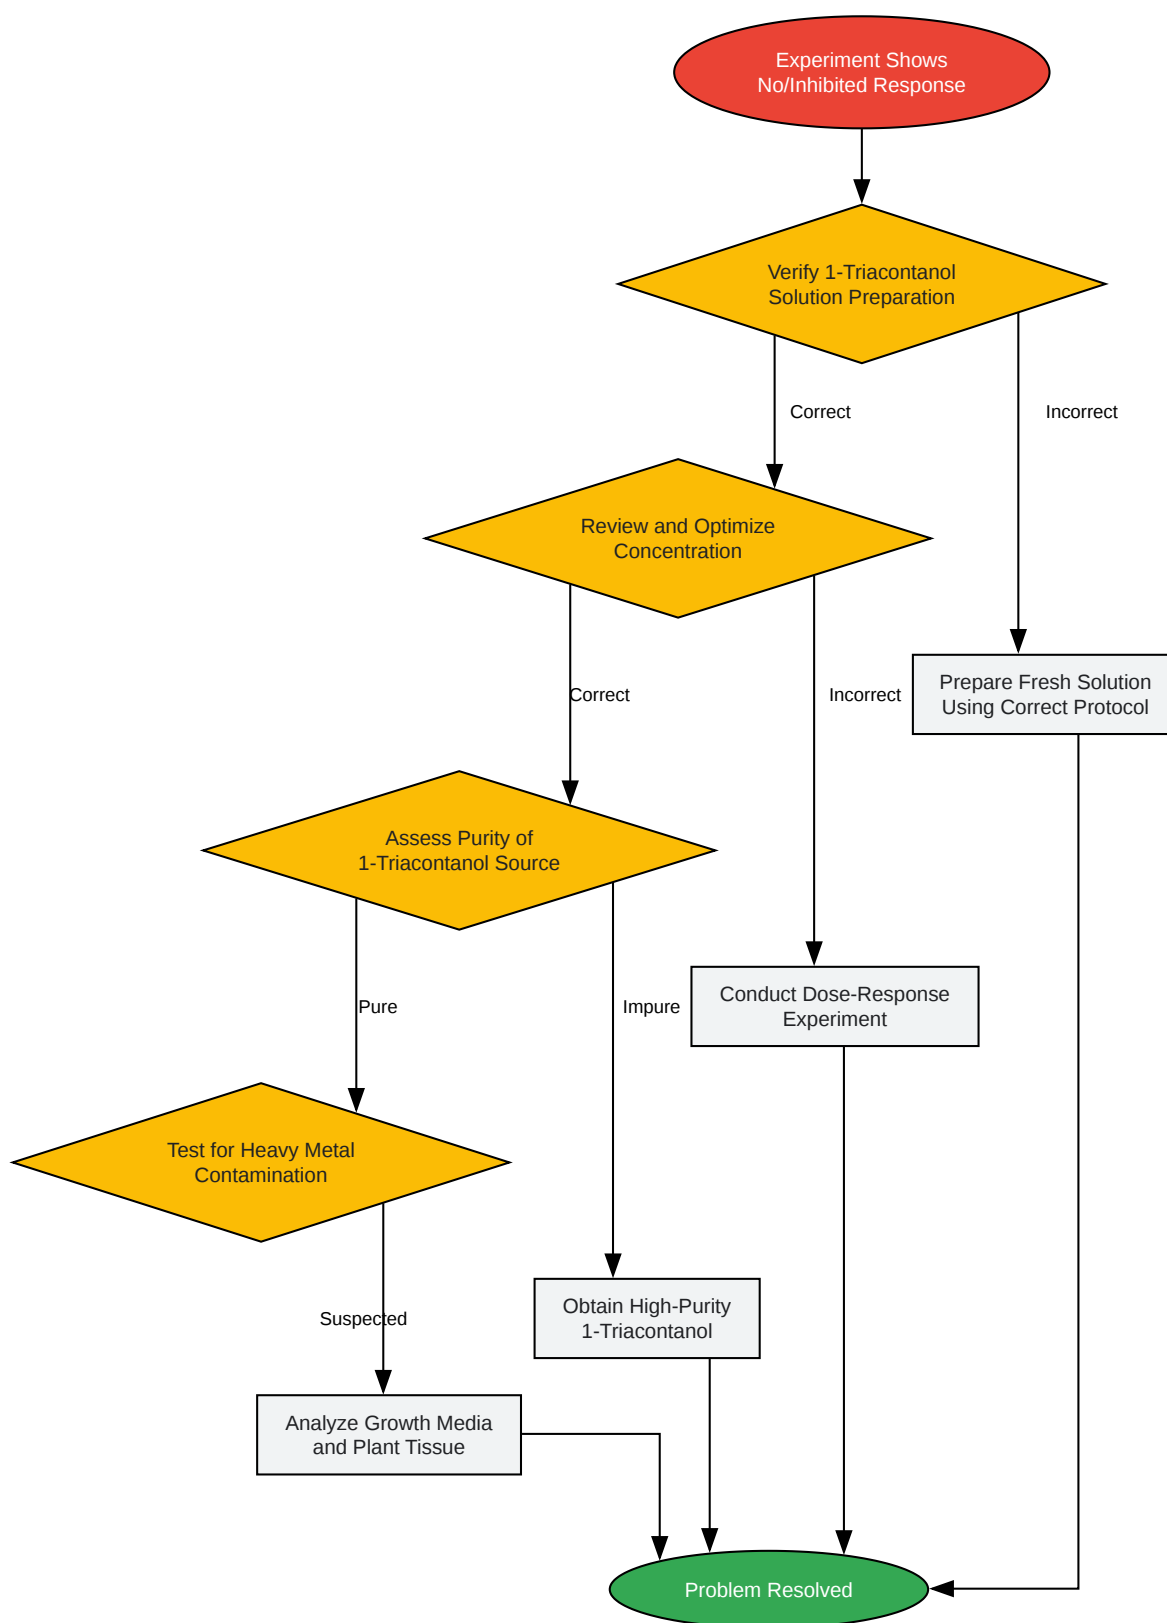 Experiment Shows
No/Inhibited Response
Verify 1-Triacontanol
Solution Preparation
Correct
Incorrect
Review and Optimize
Concentration
Correct
Incorrect
Prepare Fresh Solution
Using Correct Protocol
Assess Purity of
1-Triacontanol Source
Pure
Impure
Conduct Dose-Response
Experiment
Test for Heavy Metal
Contamination
Suspected
Obtain High-Purity
1-Triacontanol
Analyze Growth Media
and Plant Tissue
Problem Resolved